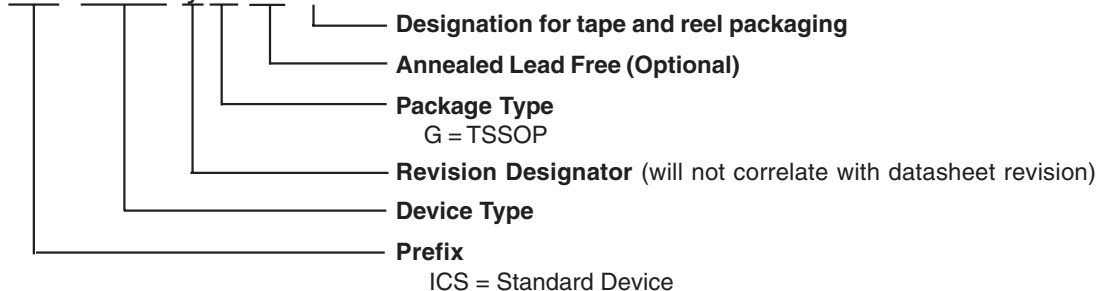 Designation for tape and reel packaging
Annealed Lead Free (Optional)
Package Type
G = TSSOP
Revision Designator (will not correlate with datasheet revision)
Device Type
Prefix
ICS = Standard Device